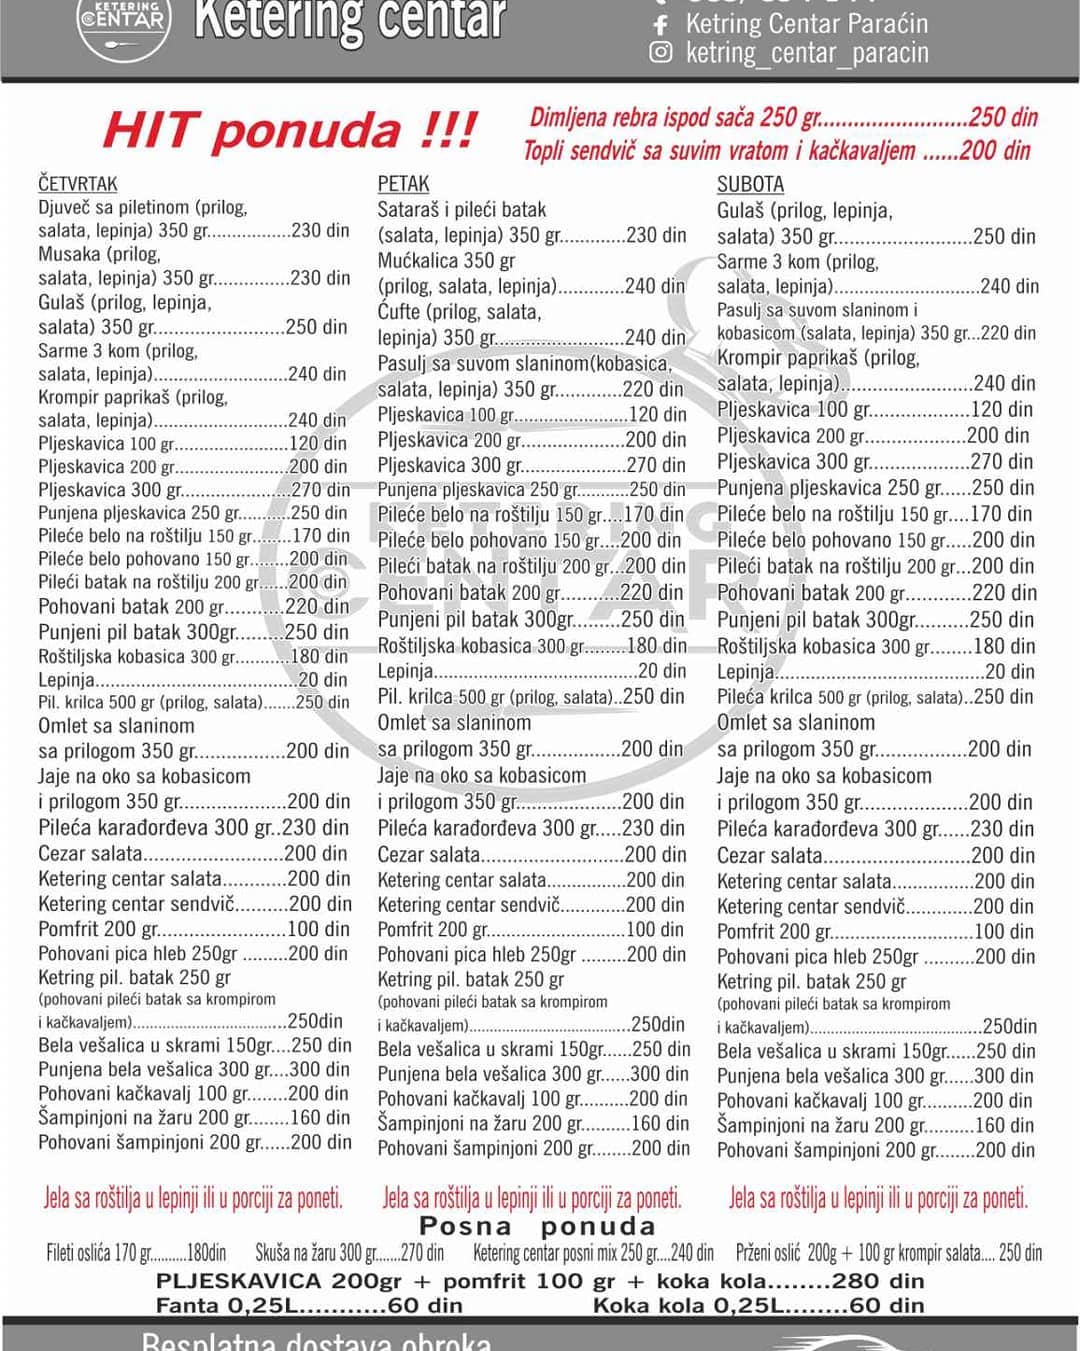 KETERING
CENTAR
Ketering centar
Ketring Centar Paraćin
ketring_centar_paracin
HIT ponuda !!!
Dimljena rebra ispod sača 250 gr.........................250 din
Topli sendvič sa suvim vratom i kačkavaljem ......200 din
ČETVRTAK
Djuveč sa piletinom (prilog,
salata, lepinja) 350 gr.................230 din
Musaka (prilog,
salata, lepinja) 350 gr...............230 din
Gulaš (prilog, lepinja,
salata) 350 gr.........................250 din
Sarme 3 kom (prilog,
salata, lepinja)..........................240 din
Krompir paprikaš (prilog,
salata, lepinja)..........................240 din
Pljeskavica 100 gr......................120 din
Pljeskavica 200 gr......................200 din
Pljeskavica 300 gr.....................270 din
Punjena pljeskavica 250 gr..........250 din
Pileće belo na roštilju 150 gr........170 din
Pileće belo pohovano 150 gr........200 din
Pileći batak na roštilju 200 gr......200 din
Pohovani batak 200 gr...........220 din
Punjeni pil batak 300gr.........250 din
Roštiljska kobasica 300 gr...........180 din
Lepinja.......................................20 din
Pil. krilca 500 gr (prilog, salata).......250 din
Omlet sa slaninom
sa prilogom 350 gr.................200 din
Jaje na oko sa kobasicom
i prilogom 350 gr....................200 din
Pileća karađorđeva 300 gr..230 din
Cezar salata..........................200 din
Ketering centar salata............200 din
Ketering centar sendvič..........200 din
Pomfrit 200 gr........................100 din
Pohovani pica hleb 250gr ........200 din
Ketring pil. batak 250 gr
(pohovani pileći batak sa krompirom
i kačkavaljem).....................................250din
Bela vešalica u skrami 150gr....250 din
Punjena bela vešalica 300 gr....300 din
Pohovani kačkavalj 100 gr.......200 din
Šampinjoni na žaru 200 gr........160 din
Pohovani šampinjoni 200 gr......200 din
Jela sa roštilja u lepinji ili u porciji za poneti.
PETAK
Sataraš i pileći batak
(salata, lepinja) 350 gr.............230 din
Mućkalica 350 gr
(prilog, salata, lepinja).............240 din
Ćufte (prilog, salata,
lepinja) 350 gr.........................240 din
Pasulj sa suvom slaninom(kobasica,
salata, lepinja) 350 gr.............220 din
Pljeskavica 100 gr......................120 din
Pljeskavica 200 gr....................200 din
Pljeskavica 300 gr....................270 din
Punjena pljeskavica 250 gr..........250 din
Pileće belo na roštilju 150 gr....170 din
Pileće belo pohovano 150 gr....200 din
Pileći batak na roštilju 200 gr...200 din
Pohovani batak 200 gr...........220 din
Punjeni pil batak 300gr.........250 din
Roštiljska kobasica 300 gr........180 din
Lepinja.......................................20 din
Pil. krilca 500 gr (prilog, salata)..250 din
Omlet sa slaninom
sa prilogom 350 gr.................200 din
Jaje na oko sa kobasicom
i prilogom 350 gr....................200 din
Pileća karađorđeva 300 gr.....230 din
Cezar salata..........................200 din
Ketering centar salata...............200 din
Ketering centar sendvič............200 din
Pomfrit 200 gr..........................100 din
Pohovani pica hleb 250gr ........200 din
Ketring pil. batak 250 gr
(pohovani pileći batak sa krompirom
i kačkavaljem).....................................250din
Bela vešalica u skrami 150gr......250 din
Punjena bela vešalica 300 gr......300 din
Pohovani kačkavalj 100 gr.........200 din
Šampinjoni na žaru 200 gr..........160 din
Pohovani šampinjoni 200 gr........200 din
Jela sa roštilja u lepinji ili u porciji za poneti.
SUBOTA
Gulaš (prilog, lepinja,
salata) 350 gr.........................250 din
Sarme 3 kom (prilog,
salata, lepinja)..........................240 din
Pasulj sa suvom slaninom i
kobasicom (salata, lepinja) 350 gr...220 din
Krompir paprikaš (prilog,
salata, lepinja)........................240 din
Pljeskavica 100 gr...................120 din
Pljeskavica 200 gr...................200 din
Pljeskavica 300 gr...................270 din
Punjena pljeskavica 250 gr......250 din
Pileće belo na roštilju 150 gr....170 din
Pileće belo pohovano 150 gr.....200 din
Pileći batak na roštilju 200 gr...200 din
Pohovani batak 200 gr............220 din
Punjeni pil batak 300gr..........250 din
Roštiljska kobasica 300 gr........180 din
Lepinja.......................................20 din
Pileća krilca 500 gr (prilog, salata)..250 din
Omlet sa slaninom
sa prilogom 350 gr.................200 din
Jaje na oko sa kobasicom
i prilogom 350 gr....................200 din
Pileća karađorđeva 300 gr......230 din
Cezar salata...........................200 din
Ketering centar salata...............200 din
Ketering centar sendvič............200 din
Pomfrit 200 gr..........................100 din
Pohovani pica hleb 250gr .........200 din
Ketring pil. batak 250 gr
(pohovani pileći batak sa krompirom
i kačkavaljem)........................................250din
Bela vešalica u skrami 150gr......250 din
Punjena bela vešalica 300 gr......300 din
Pohovani kačkavalj 100 gr.........200 din
Šampinjoni na žaru 200 gr..........160 din
Pohovani šampinjoni 200 gr........200 din
Jela sa roštilja u lepinji ili u porciji za poneti.
KETERING
CENTAR
Posna ponuda
Fileti oslića 170 gr..........180din Skuša na žaru 300 gr.......270 din Ketering centar posni mix 250 gr....240 din Prženi oslić 200g + 100 gr krompir salata.... 250 din
PLJESKAVICA 200gr + pomfrit 100 gr + koka kola........280 din
Fanta 0,25L...........60 din Koka kola 0,25L........60 din
Besplatna dostava obroka